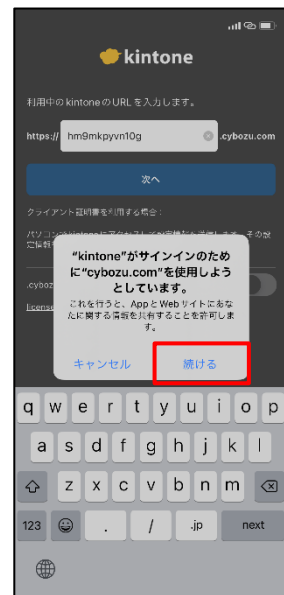 kintone
利用中のkintoneのURLを入力します。
https:// hm9mkpyvn10g .cybozu.com
次へ
クライアント証明書を利用する場合：
"kintone"がサインインのため
に"cybozu.com"を使用しよう
としています。
これを行うと、AppとWebサイトにあな
たに関する情報を共有することを許可しま
す。
.cyboz
license
キャンセル 続ける
q w e r t y u i o p
a s d f g h j k l
z x c v b n m
123 . / .jp next